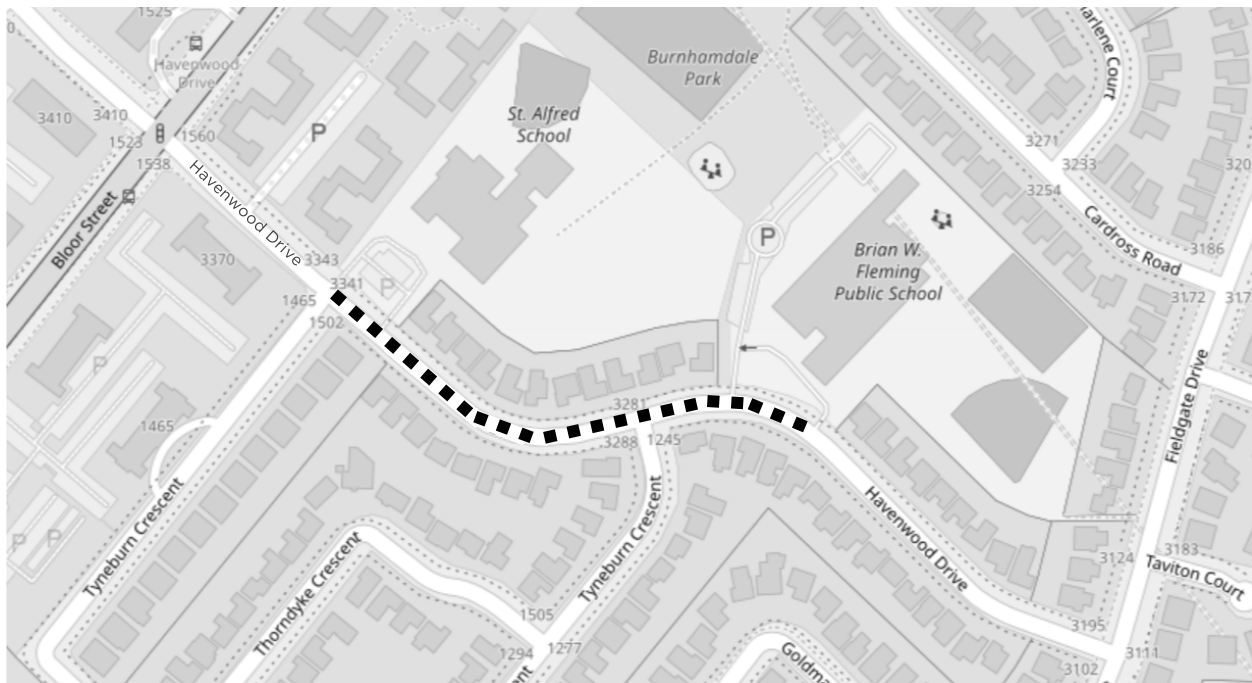 1525
Havenwood
Drive
Burnhamdale
Park
St. Alfred
School
3410
3410
1523
1560
1538
P
Havenwood Drive
Bloor Street
3370
3343
3341
1465
1502
P
P
P
Brian W.
Fleming
Public School
3271
3233
3254
Cardross Road
3186
3172
Fieldgate Drive
1465
3281
3288
1245
Tyneburn Crescent
Tyneburn Crescent
Thorndyke Crescent
P
P
Havenwood Drive
1505
1294
1277
3124
3183
Taviton Court
3195
3102
3111